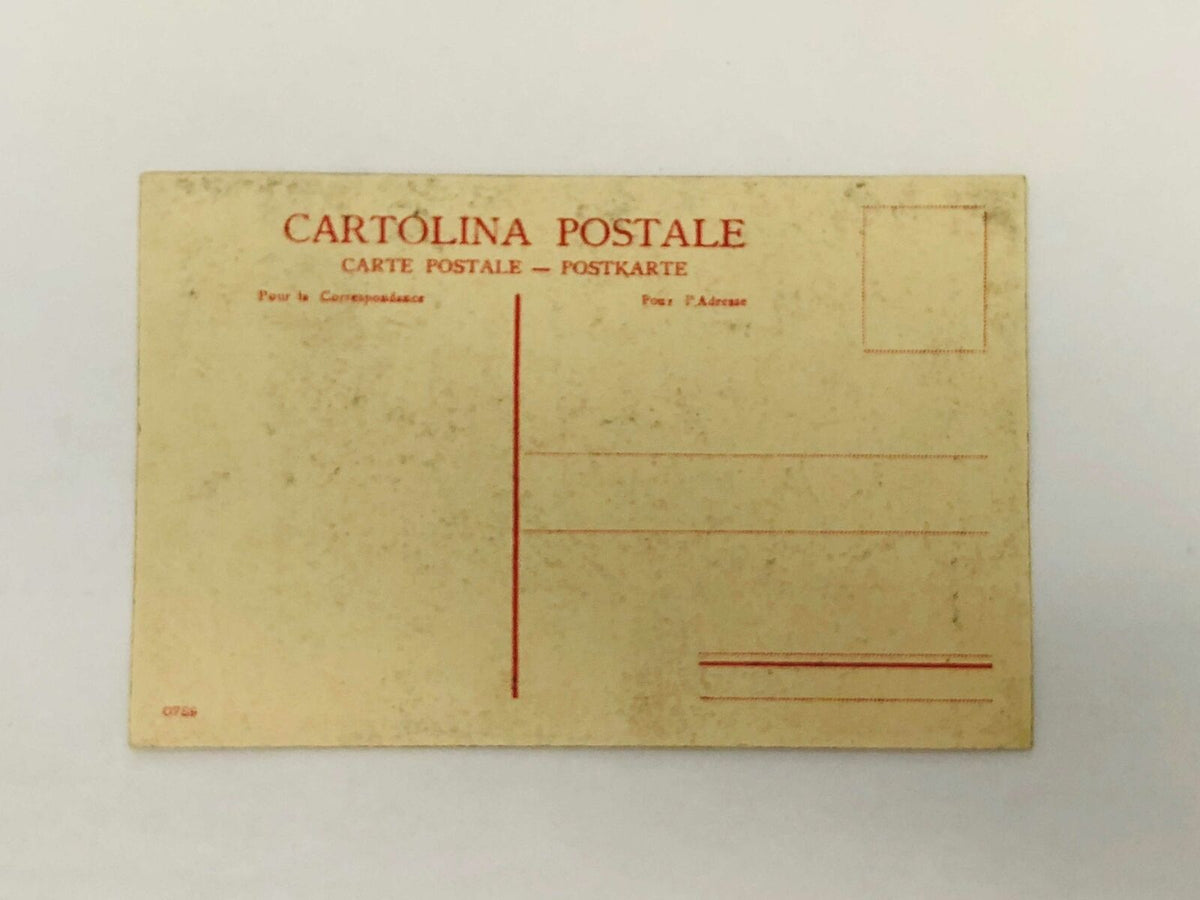 CARTOLINA POSTALE
CARTE POSTALE — POSTKARTE
Pour la Correspondance
Pour l'Adresse